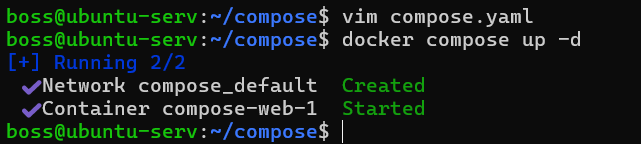 boss@ubuntu-serv:~/compose$ vim compose.yaml
boss@ubuntu-serv:~/compose$ docker compose up -d
[+] Running 2/2
✔Network compose_default  Created
✔Container compose-web-1  Started
boss@ubuntu-serv:~/compose$